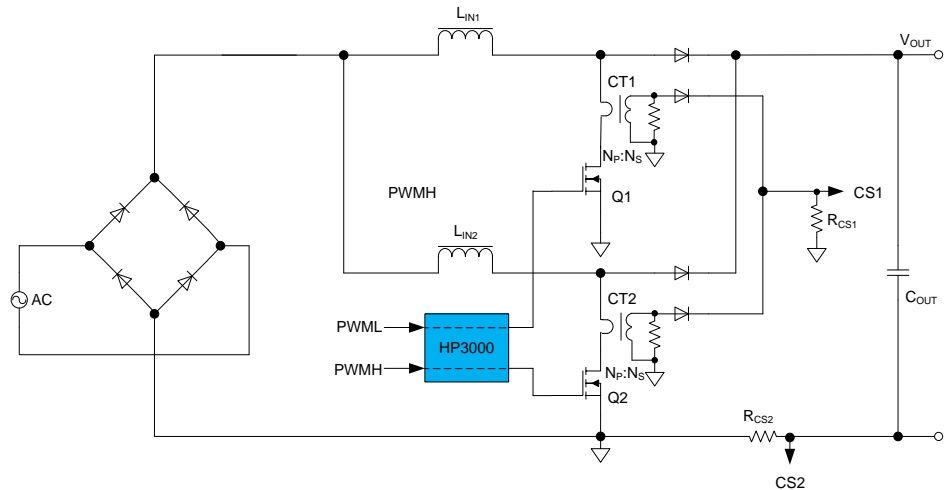 L_IN1
V_OUT
CT1
N_P:N_S
PWMH
Q1
CS1
R_CS1
L_IN2
AC
CT2
C_OUT
PWML
HP3000
PWMH
N_P:N_S
Q2
R_CS2
CS2